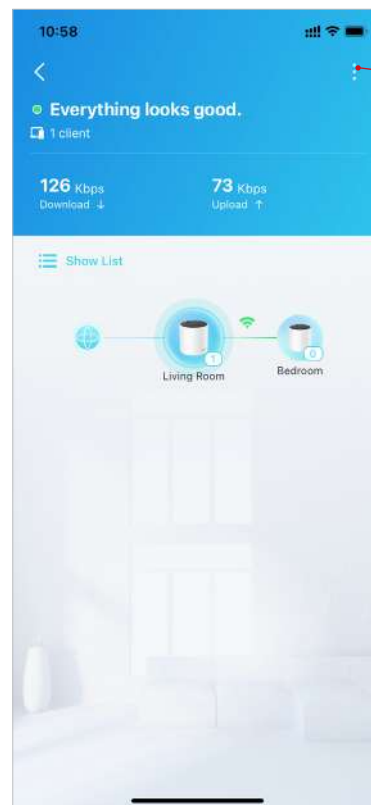 10:58
Everything looks good.
1 client
126 Kbps 73 Kbps
Download ↓ Upload ↑
Show List
1 0
Living Room Bedroom